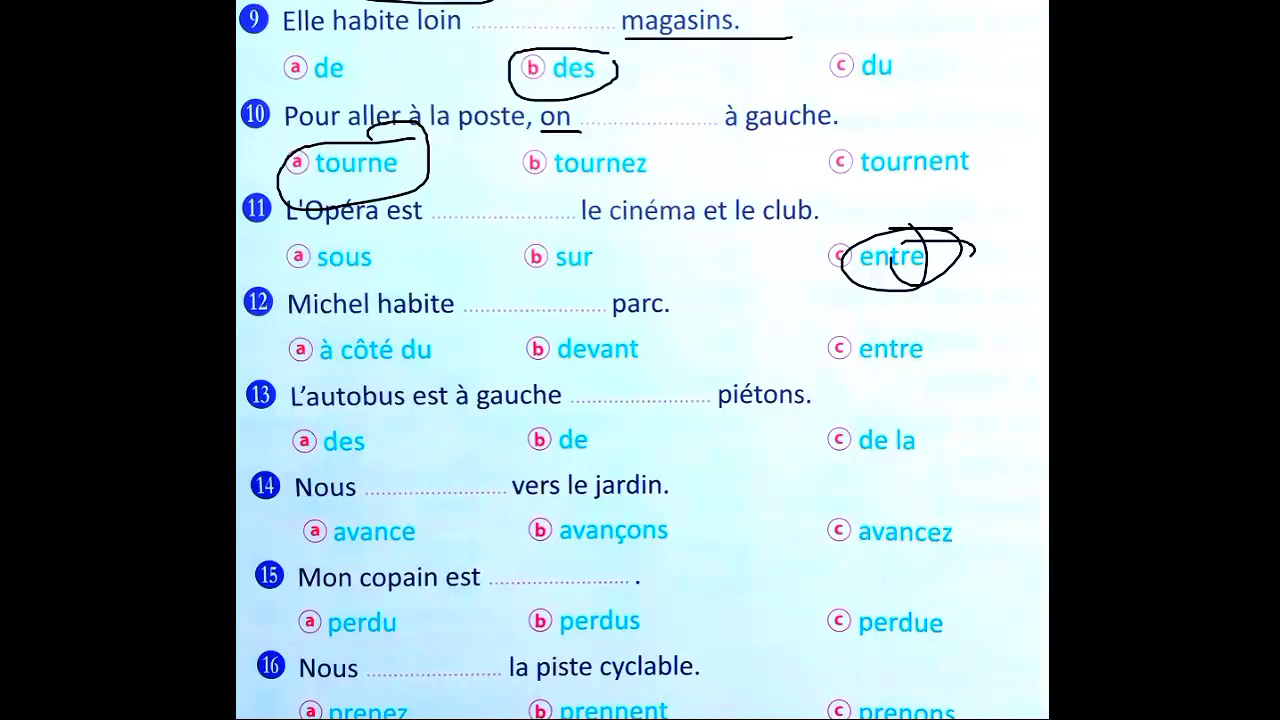 9 Elle habite loin ........................ magasins.
a de b des c du
10 Pour aller à la poste, on ........................ à gauche.
a tourne b tournez c tournent
11 L'Opéra est ........................ le cinéma et le club.
a sous b sur c entre
12 Michel habite ........................ parc.
a à côté du b devant c entre
13 L’autobus est à gauche ........................ piétons.
a des b de c de la
14 Nous ........................ vers le jardin.
a avance b avançons c avancez
15 Mon copain est ........................ .
a perdu b perdus c perdue
16 Nous ........................ la piste cyclable.
a prenez b prennent c prenons